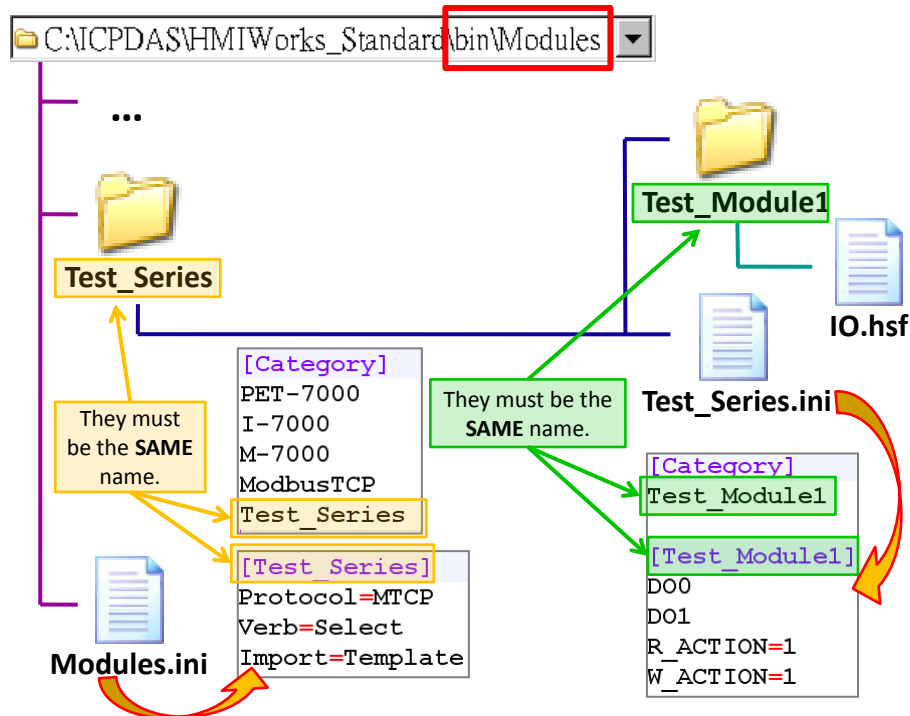 C:\ICPDAS\HMIWorks_Standard\bin\Modules
...
Test_Series
Test_Module1
IO.hsf
Test_Series.ini
They must
be the SAME
name.
[Category]
PET-7000
I-7000
M-7000
ModbusTCP
Test_Series
[Test_Series]
Protocol=MTCP
Verb=Select
Import=Template
Modules.ini
They must be the
SAME name.
[Category]
Test_Module1
[Test_Module1]
DO0
DO1
R_ACTION=1
W_ACTION=1